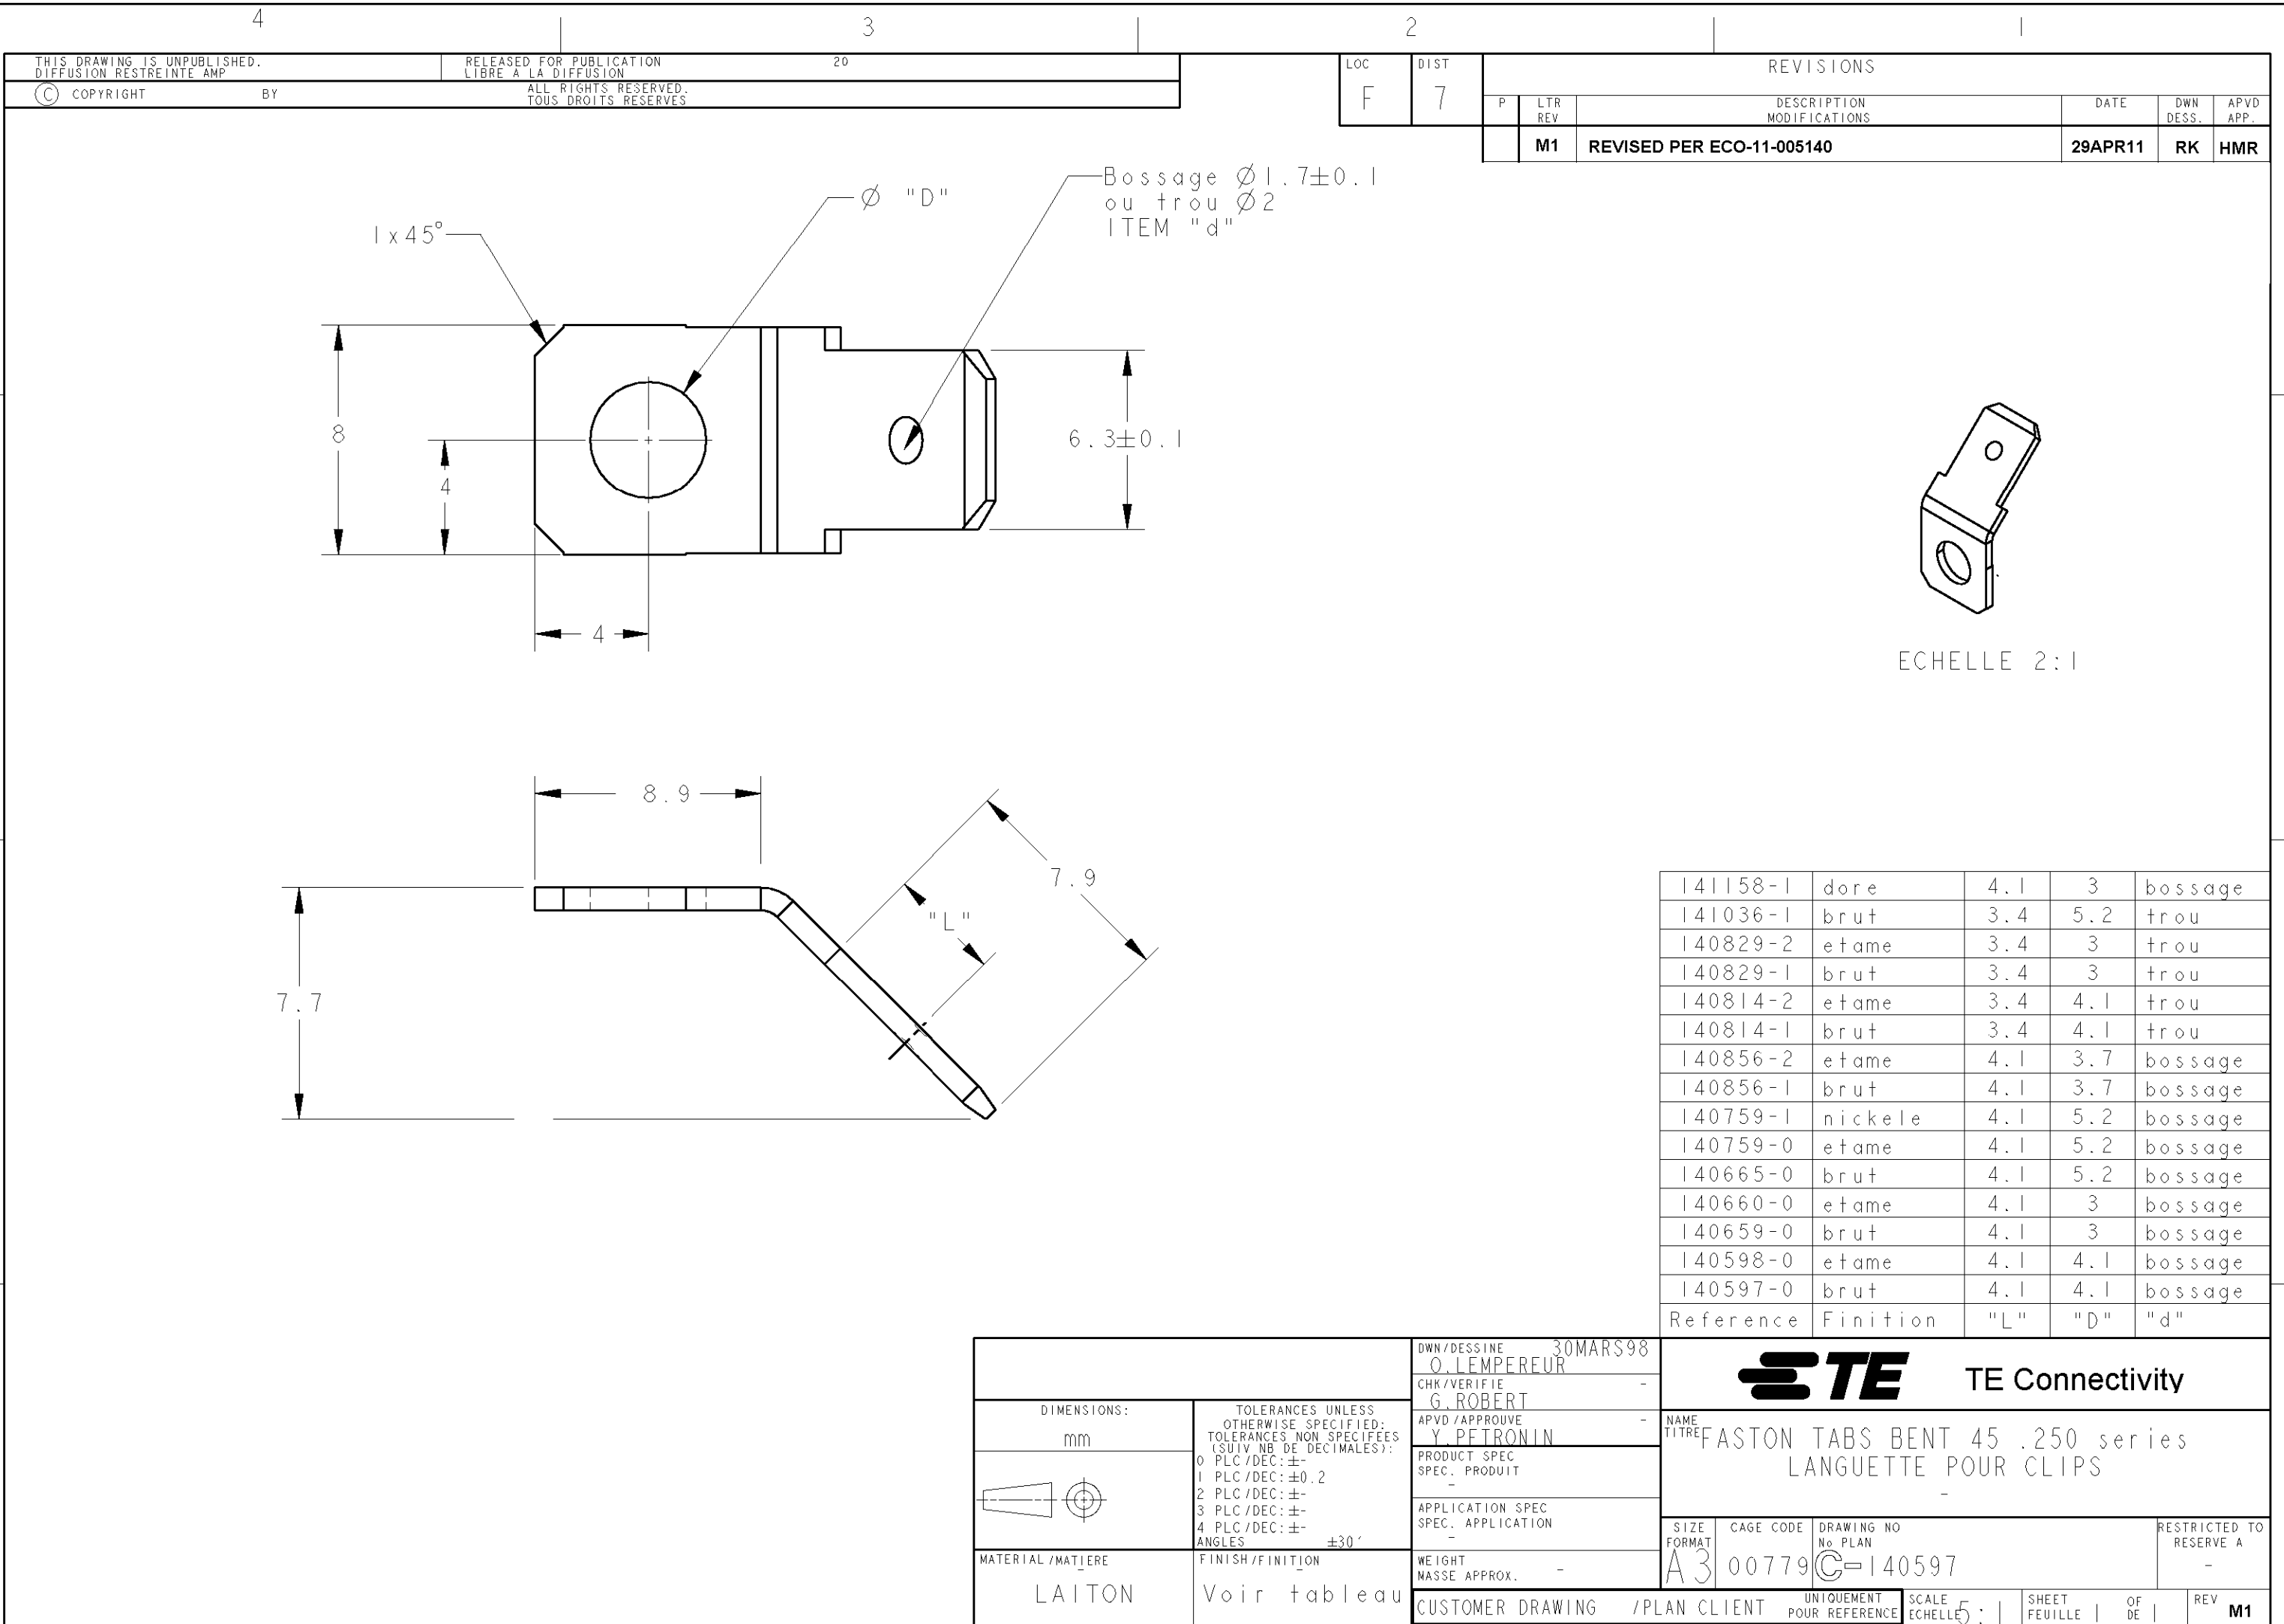 4 3 2 1
THIS DRAWING IS UNPUBLISHED.
DIFFUSION RESTREINTE AMP
RELEASED FOR PUBLICATION 20
LIBRE A LA DIFFUSION
© COPYRIGHT BY
ALL RIGHTS RESERVED.
TOUS DROITS RESERVES
LOC DIST
F 7
REVISIONS
P LTR DESCRIPTION DATE DWN APVD
REV MODIFICATIONS DESS. APP.
M1 REVISED PER ECO-11-005140 29APR11 RK HMR
1x45°
Ø "D"
Bossage Ø1.7±0.1
ou trou Ø2
ITEM "d"
8
4
6.3±0.1
4
ECHELLE 2:1
8.9
7.9
"L"
7.7
141158-1 dore 4.1 3 bossage
141036-1 brut 3.4 5.2 trou
140829-2 etame 3.4 3 trou
140829-1 brut 3.4 3 trou
140814-2 etame 3.4 4.1 trou
140814-1 brut 3.4 4.1 trou
140856-2 etame 4.1 3.7 bossage
140856-1 brut 4.1 3.7 bossage
140759-1 nickele 4.1 5.2 bossage
140759-0 etame 4.1 5.2 bossage
140665-0 brut 4.1 5.2 bossage
140660-0 etame 4.1 3 bossage
140659-0 brut 4.1 3 bossage
140598-0 etame 4.1 4.1 bossage
140597-0 brut 4.1 4.1 bossage
Reference Finition "L" "D" "d"
DIMENSIONS:
mm
TOLERANCES UNLESS
OTHERWISE SPECIFIED:
TOLERANCES NON SPECIFEES
(SUIV NB DE DECIMALES):
0 PLC/DEC:±-
1 PLC/DEC:±0.2
2 PLC/DEC:±-
3 PLC/DEC:±-
4 PLC/DEC:±-
ANGLES ±30'
MATERIAL/MATIERE
-
LAITON
FINISH/FINITION
-
Voir tableau
DWN/DESSINE 30MARS98
O.LEMPEREUR
CHK/VERIFIE -
G.ROBERT
APVD/APPROUVE -
Y.PETRONIN
PRODUCT SPEC
SPEC. PRODUIT
-
APPLICATION SPEC
SPEC. APPLICATION
-
WEIGHT
MASSE APPROX. -
CUSTOMER DRAWING /PLAN CLIENT UNIQUEMENT
POUR REFERENCE
TE TE Connectivity
NAME
TITRE
FASTON TABS BENT 45 .250 series
LANGUETTE POUR CLIPS
-
SIZE
FORMAT
A3
CAGE CODE
00779
DRAWING NO
No PLAN
C-140597
RESTRICTED TO
RESERVE A
-
SCALE
ECHELLE 5:1
SHEET
FEUILLE 1
OF
DE 1
REV M1